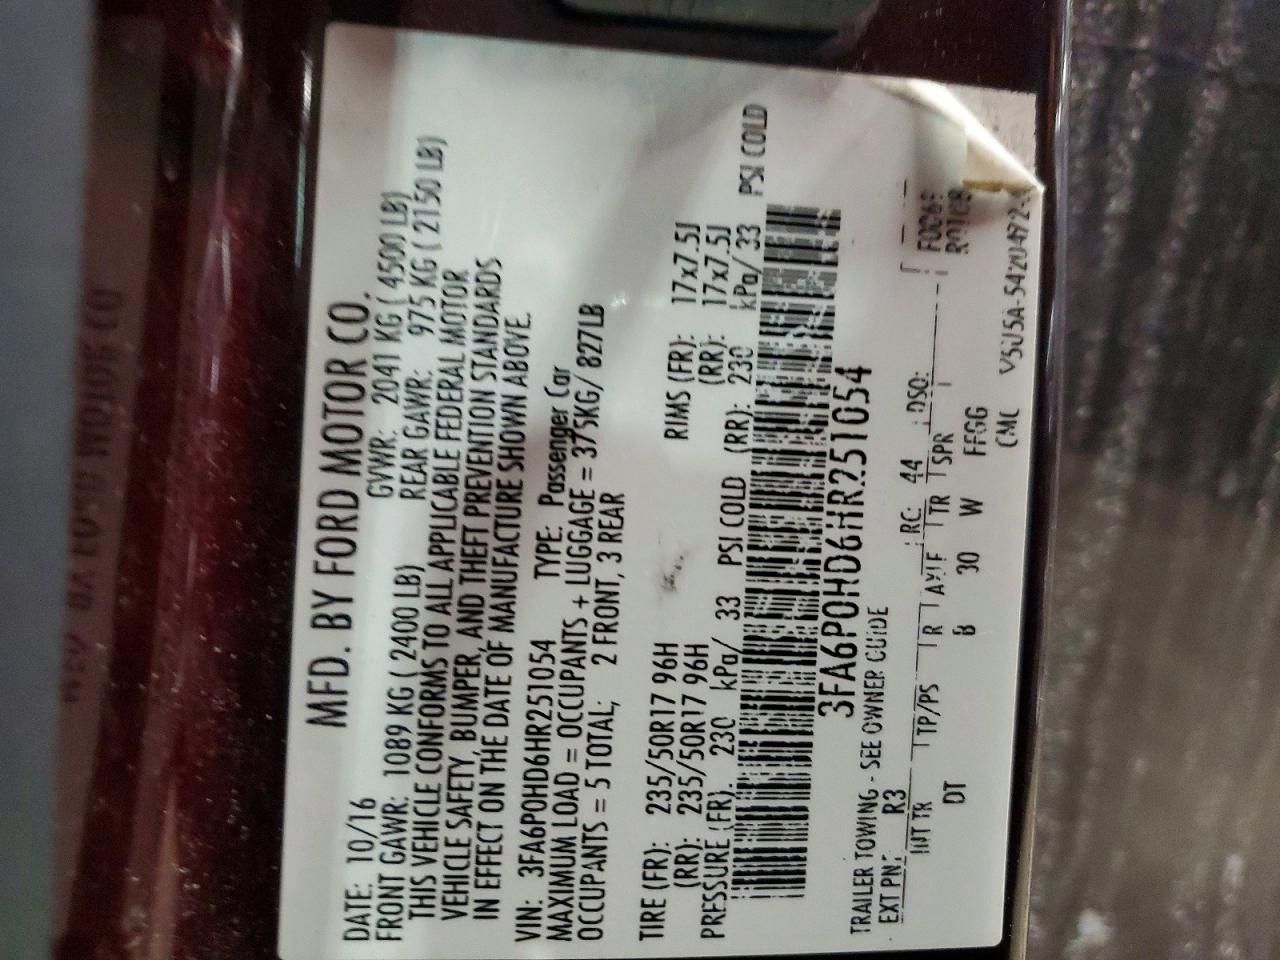 MFD. BY FORD MOTOR CO.
DATE: 10/16 GVWR: 2041 KG ( 4500 LB)
FRONT GAWR: 1089 KG ( 2400 LB) REAR GAWR: 975 KG ( 2150 LB)
THIS VEHICLE CONFORMS TO ALL APPLICABLE FEDERAL MOTOR
VEHICLE SAFETY, BUMPER, AND THEFT PREVENTION STANDARDS
IN EFFECT ON THE DATE OF MANUFACTURE SHOWN ABOVE.
VIN: 3FA6P0HD6HR251054 TYPE: Passenger Car
MAXIMUM LOAD = OCCUPANTS + LUGGAGE = 375KG/ 827LB
OCCUPANTS = 5 TOTAL; 2 FRONT, 3 REAR
TIRE (FR): 235/50R17 96H RIMS (FR): 17x7.5J
(RR): 235/50R17 96H (RR): 17x7.5J
PRESSURE (FR): 230 kPa/ 33 PSI COLD (RR): 230 kPa/ 33 PSI COLD
3FA6P0HD6HR251054
TRAILER TOWING - SEE OWNER GUIDE
EXT PNT: R3 RC: 44 DSO:
INT TR TP/PS R AXLE TR SPR
DT B 30 W FFGG
CML